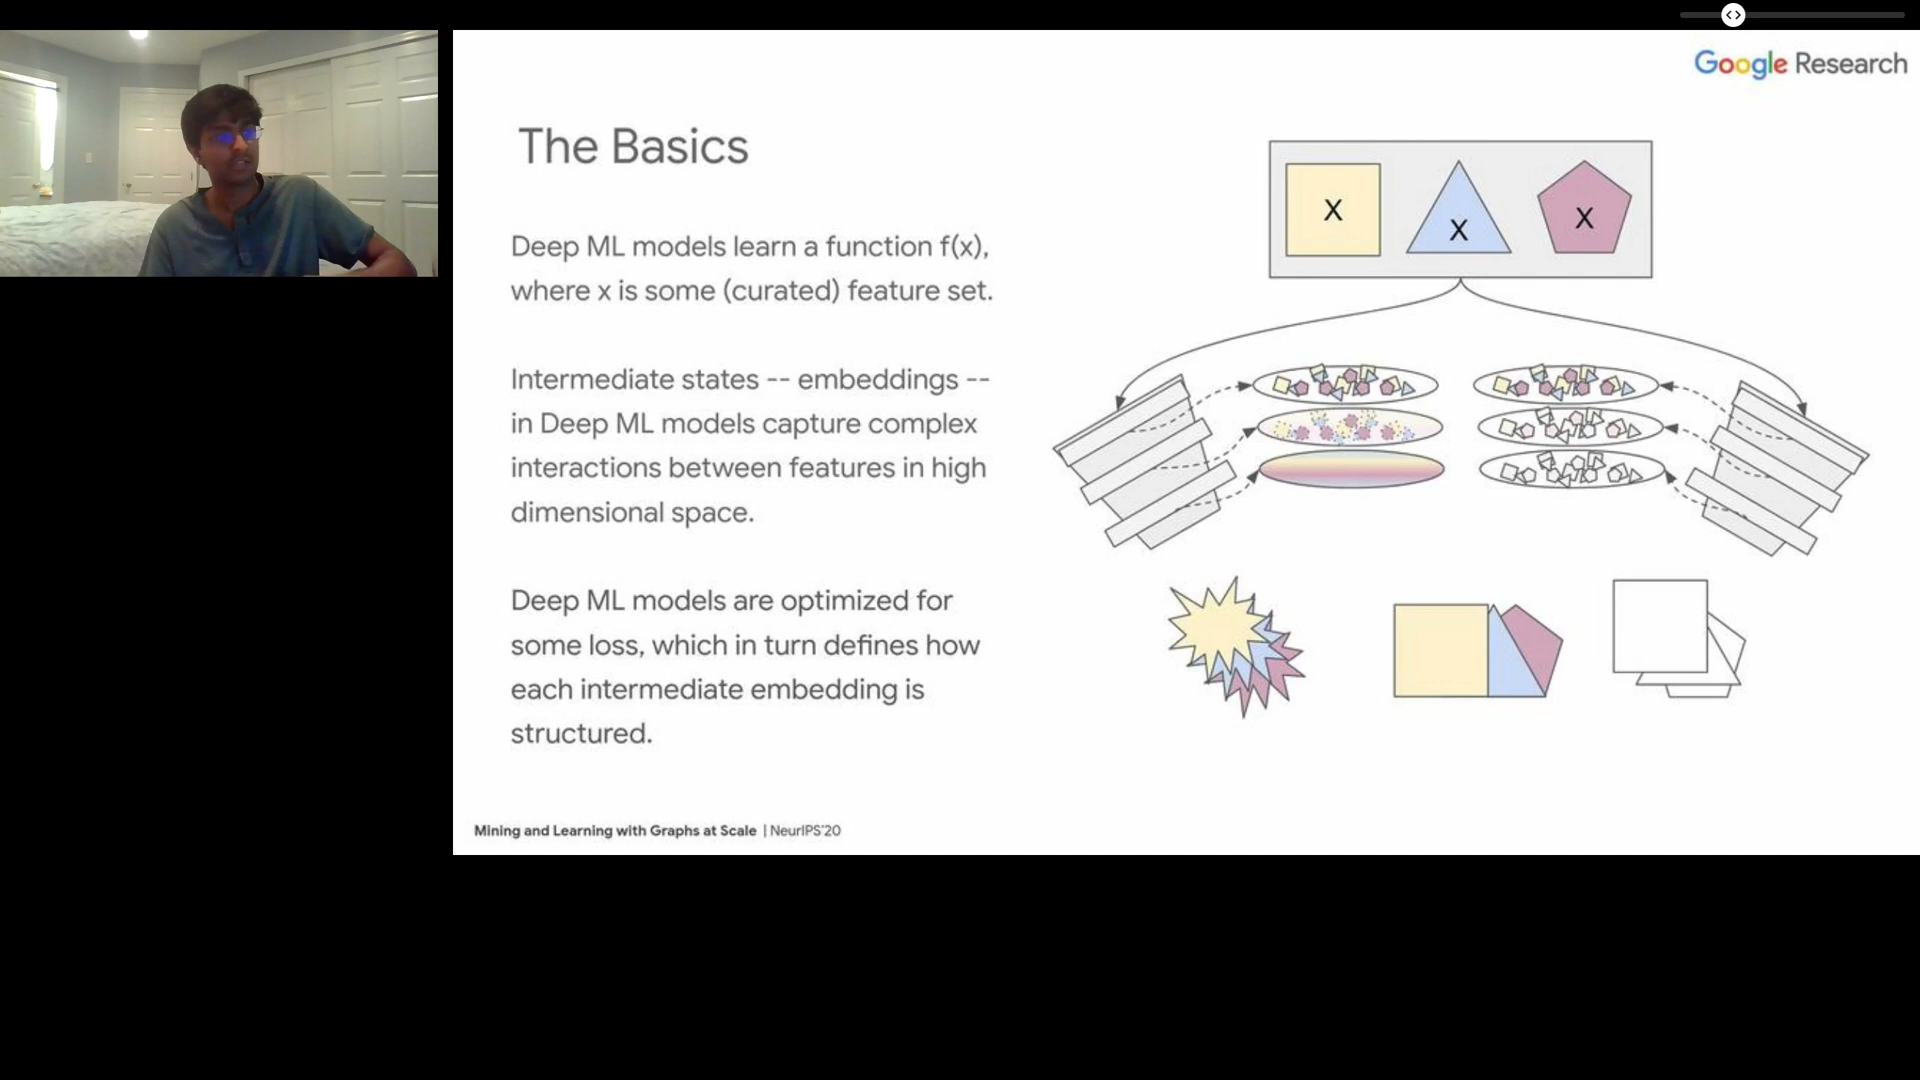 Google Research
The Basics
Deep ML models learn a function f(x),
where x is some (curated) feature set.
Intermediate states -- embeddings --
in Deep ML models capture complex
interactions between features in high
dimensional space.
Deep ML models are optimized for
some loss, which in turn defines how
each intermediate embedding is
structured.
X
X
X
Mining and Learning with Graphs at Scale | NeurIPS'20